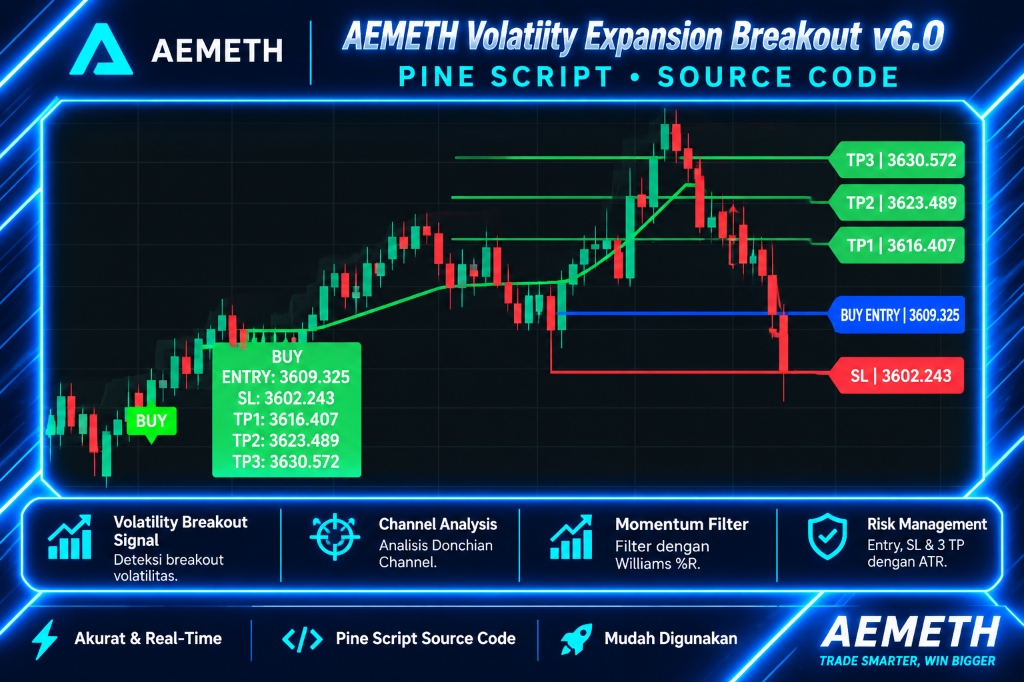 AEMETH
AEMETH Volatiity Expansion Breakout v6.0
PINE SCRIPT • SOURCE CODE
TP3 | 3630.572
TP2 | 3623.489
TP1 | 3616.407
BUY ENTRY | 3609.325
SL | 3602.243
BUY
BUY
ENTRY: 3609.325
SL: 3602.243
TP1: 3616.407
TP2: 3623.489
TP3: 3630.572
Volatility Breakout
Signal
Deteksi breakout
volatilitas.
Channel Analysis
Analisis Donchian
Channel.
Momentum Filter
Filter dengan
Williams %R.
Risk Management
Entry, SL & 3 TP
dengan ATR.
Akurat & Real-Time
Pine Script Source Code
Mudah Digunakan
AEMETH
TRADE SMARTER, WIN BIGGER